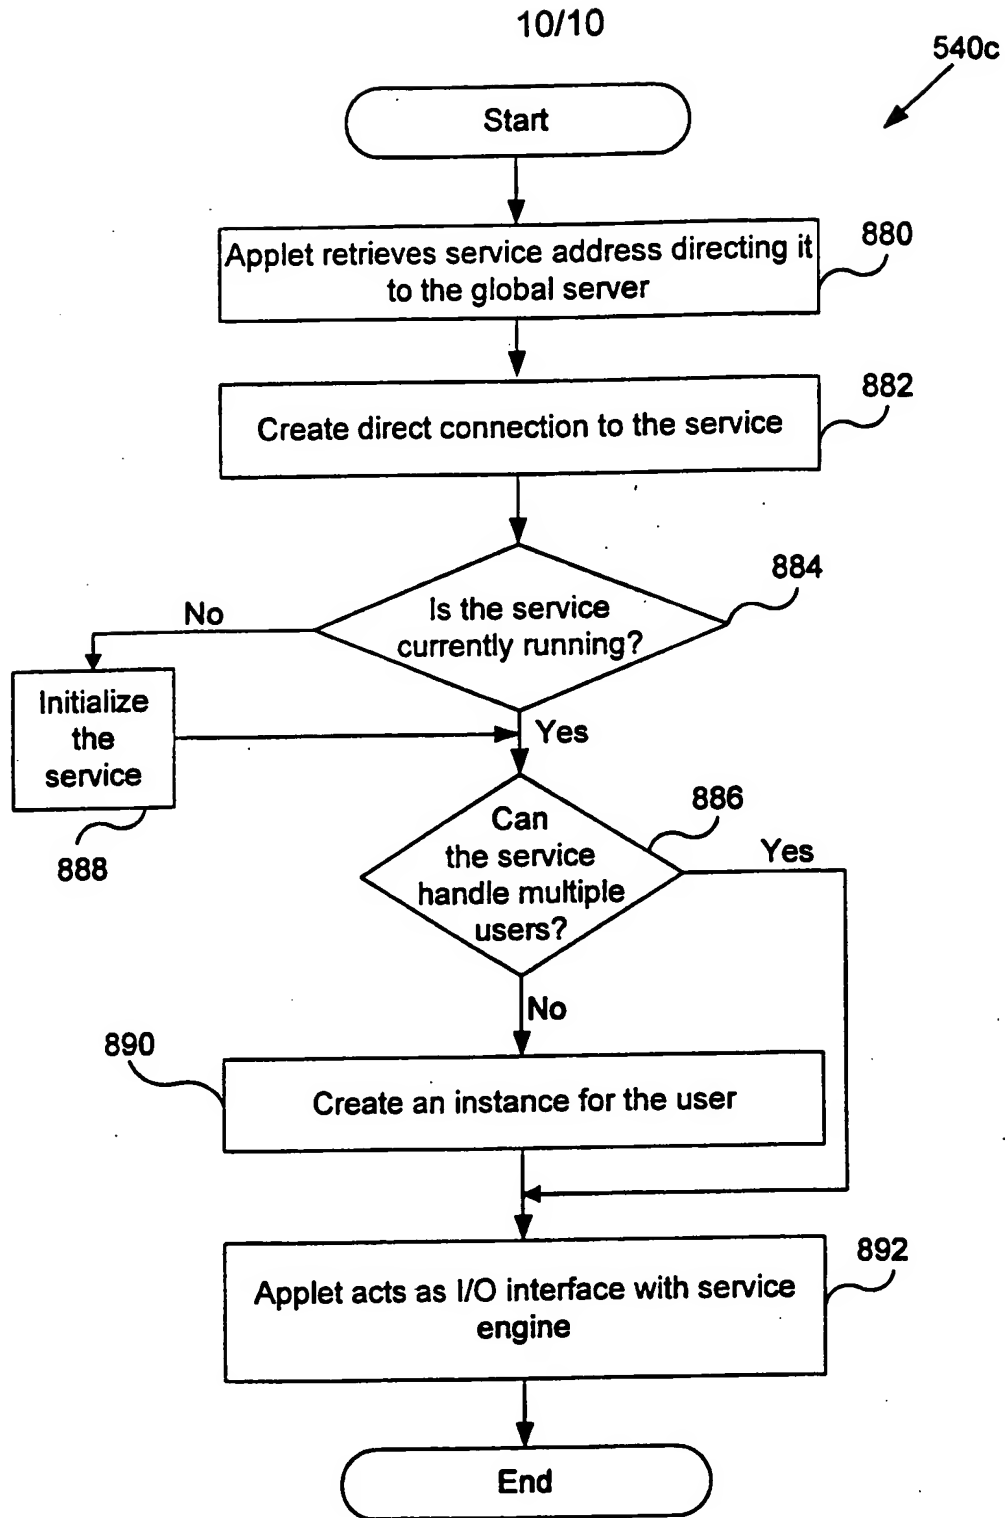 10/10
540c
Start
Applet retrieves service address directing it
to the global server
880
Create direct connection to the service
882
Is the service
currently running?
884
No
Initialize
the
service
888
Yes
Can
the service
handle multiple
users?
886
Yes
No
890
Create an instance for the user
Applet acts as I/O interface with service
engine
892
End